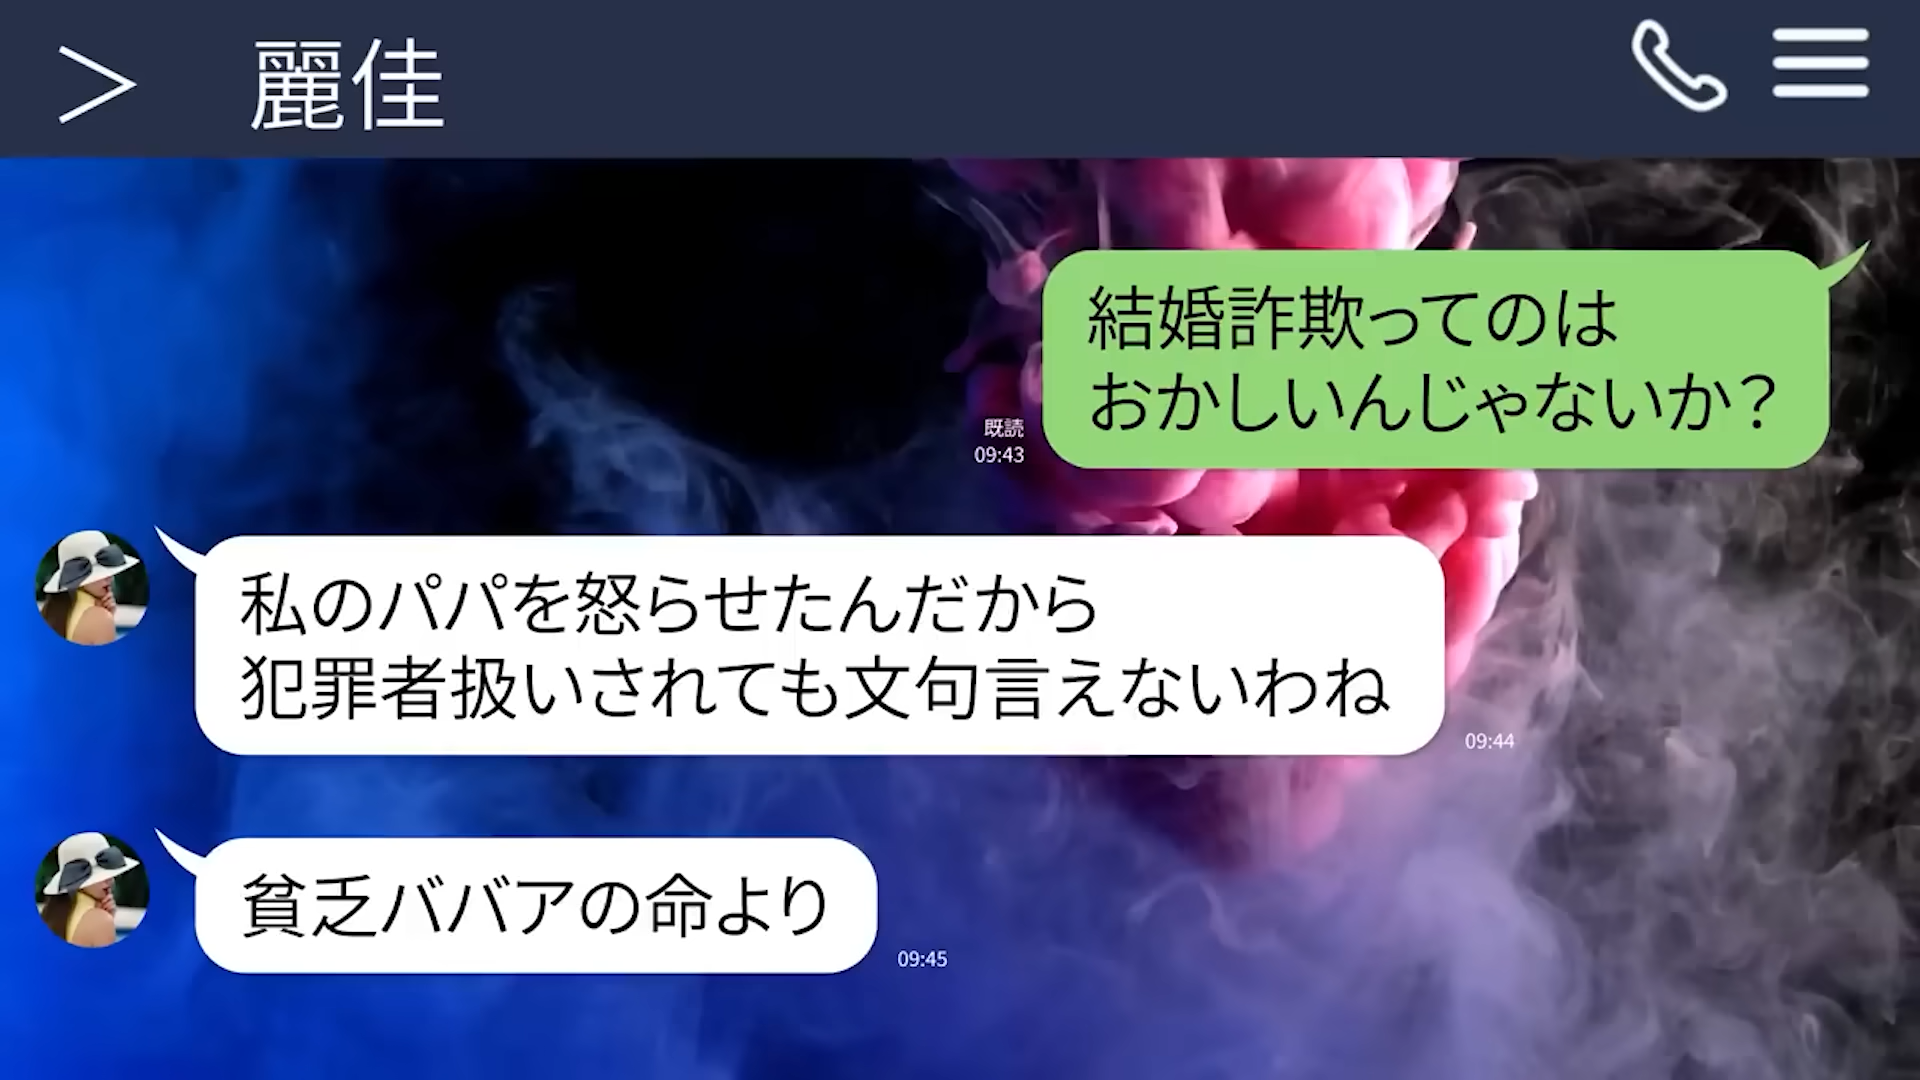 麗佳
結婚詐欺ってのは
おかしいんじゃないか？
既読
09:43
私のパパを怒らせたんだから
犯罪者扱いされても文句言えないわね
09:44
貧乏ババアの命より
09:45